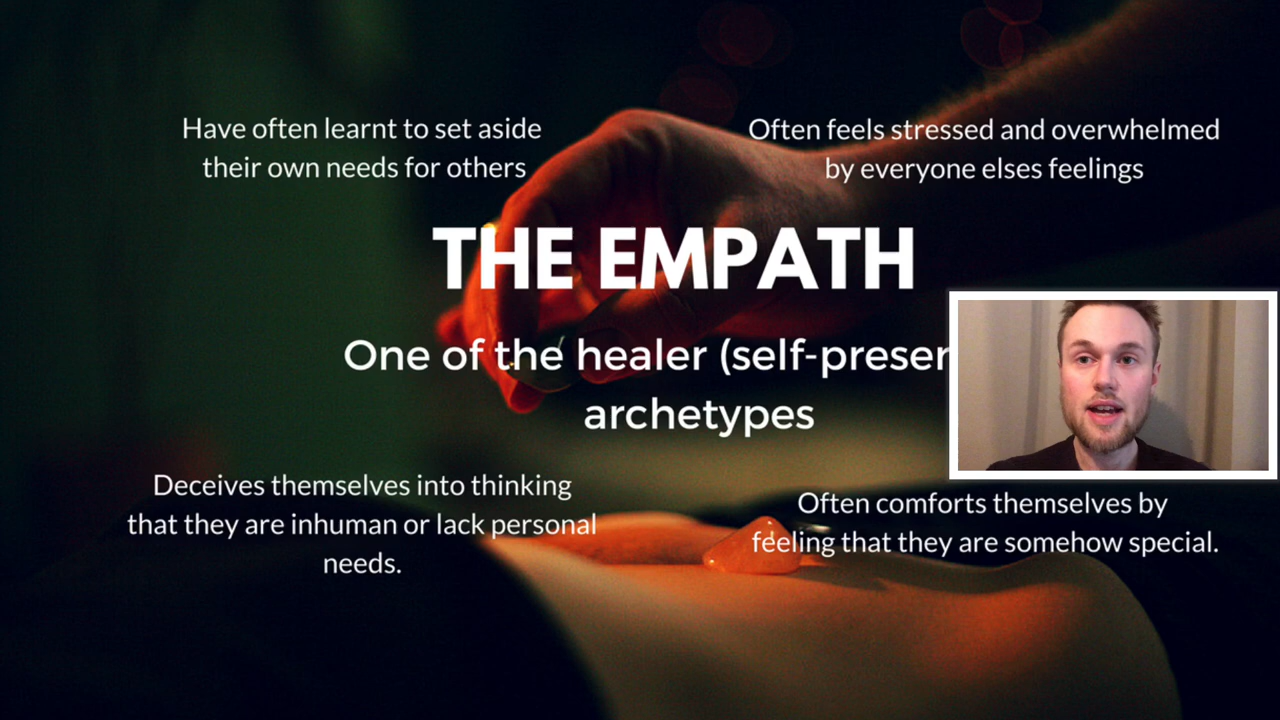 Have often learnt to set aside
their own needs for others
Often feels stressed and overwhelmed
by everyone elses feelings
THE EMPATH
One of the healer (self-preser
archetypes
Deceives themselves into thinking
that they are inhuman or lack personal
needs.
Often comforts themselves by
feeling that they are somehow special.